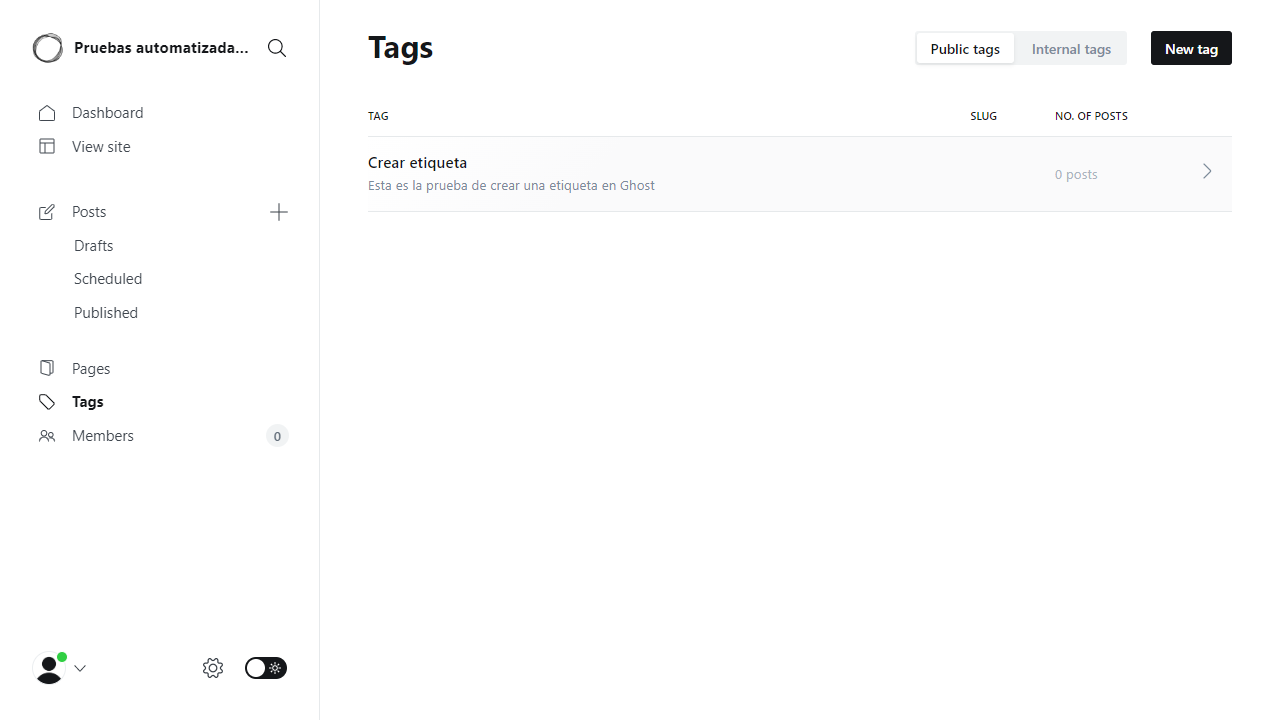 Pruebas automatizada...
Dashboard
View site
Posts
Drafts
Scheduled
Published
Pages
Tags
Members
0
Tags
Public tags
Internal tags
New tag
TAG
SLUG
NO. OF POSTS
Crear etiqueta
Esta es la prueba de crear una etiqueta en Ghost
0 posts